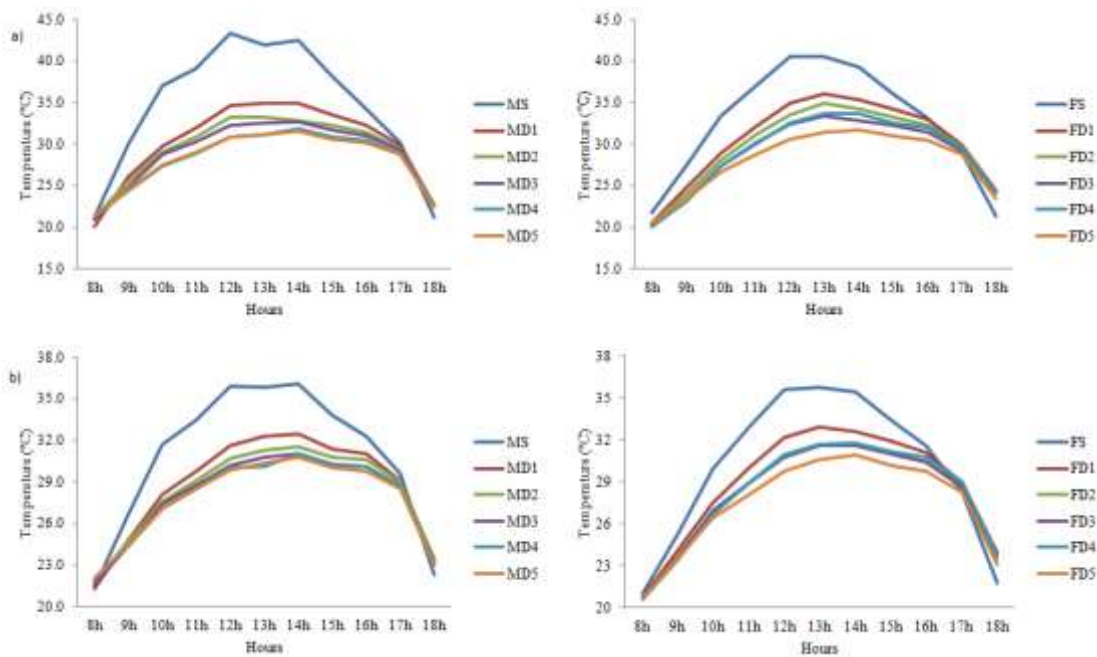 a)
Temperature (°C)
45.0
40.0
35.0
30.0
25.0
20.0
15.0
8h 9h 10h 11h 12h 13h 14h 15h 16h 17h 18h
Hours
MS
MD1
MD2
MD3
MD4
MD5
Temperature (°C)
45.0
40.0
35.0
30.0
25.0
20.0
15.0
8h 9h 10h 11h 12h 13h 14h 15h 16h 17h 18h
Hours
FS
FD1
FD2
FD3
FD4
FD5
b)
Temperature (°C)
38.0
35.0
32.0
29.0
26.0
23.0
20.0
8h 9h 10h 11h 12h 13h 14h 15h 16h 17h 18h
Hours
MS
MD1
MD2
MD3
MD4
MD5
Temperature (°C)
38
35
32
29
26
23
20
8h 9h 10h 11h 12h 13h 14h 15h 16h 17h 18h
Hours
FS
FD1
FD2
FD3
FD4
FD5